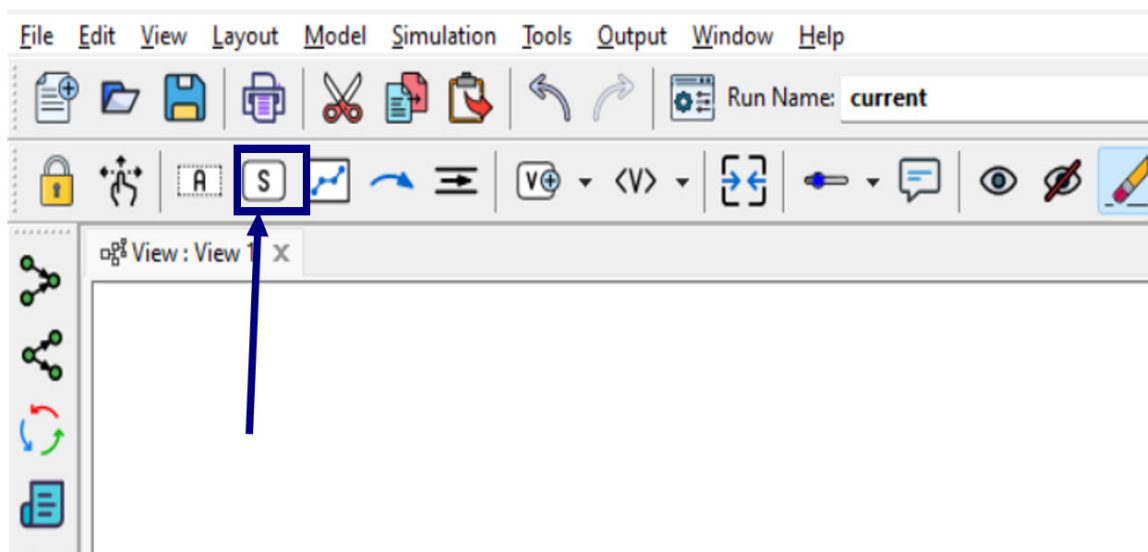 File Edit View Layout Model Simulation Tools Output Window Help
Run Name: current
A S V <V>
View : View 1 X